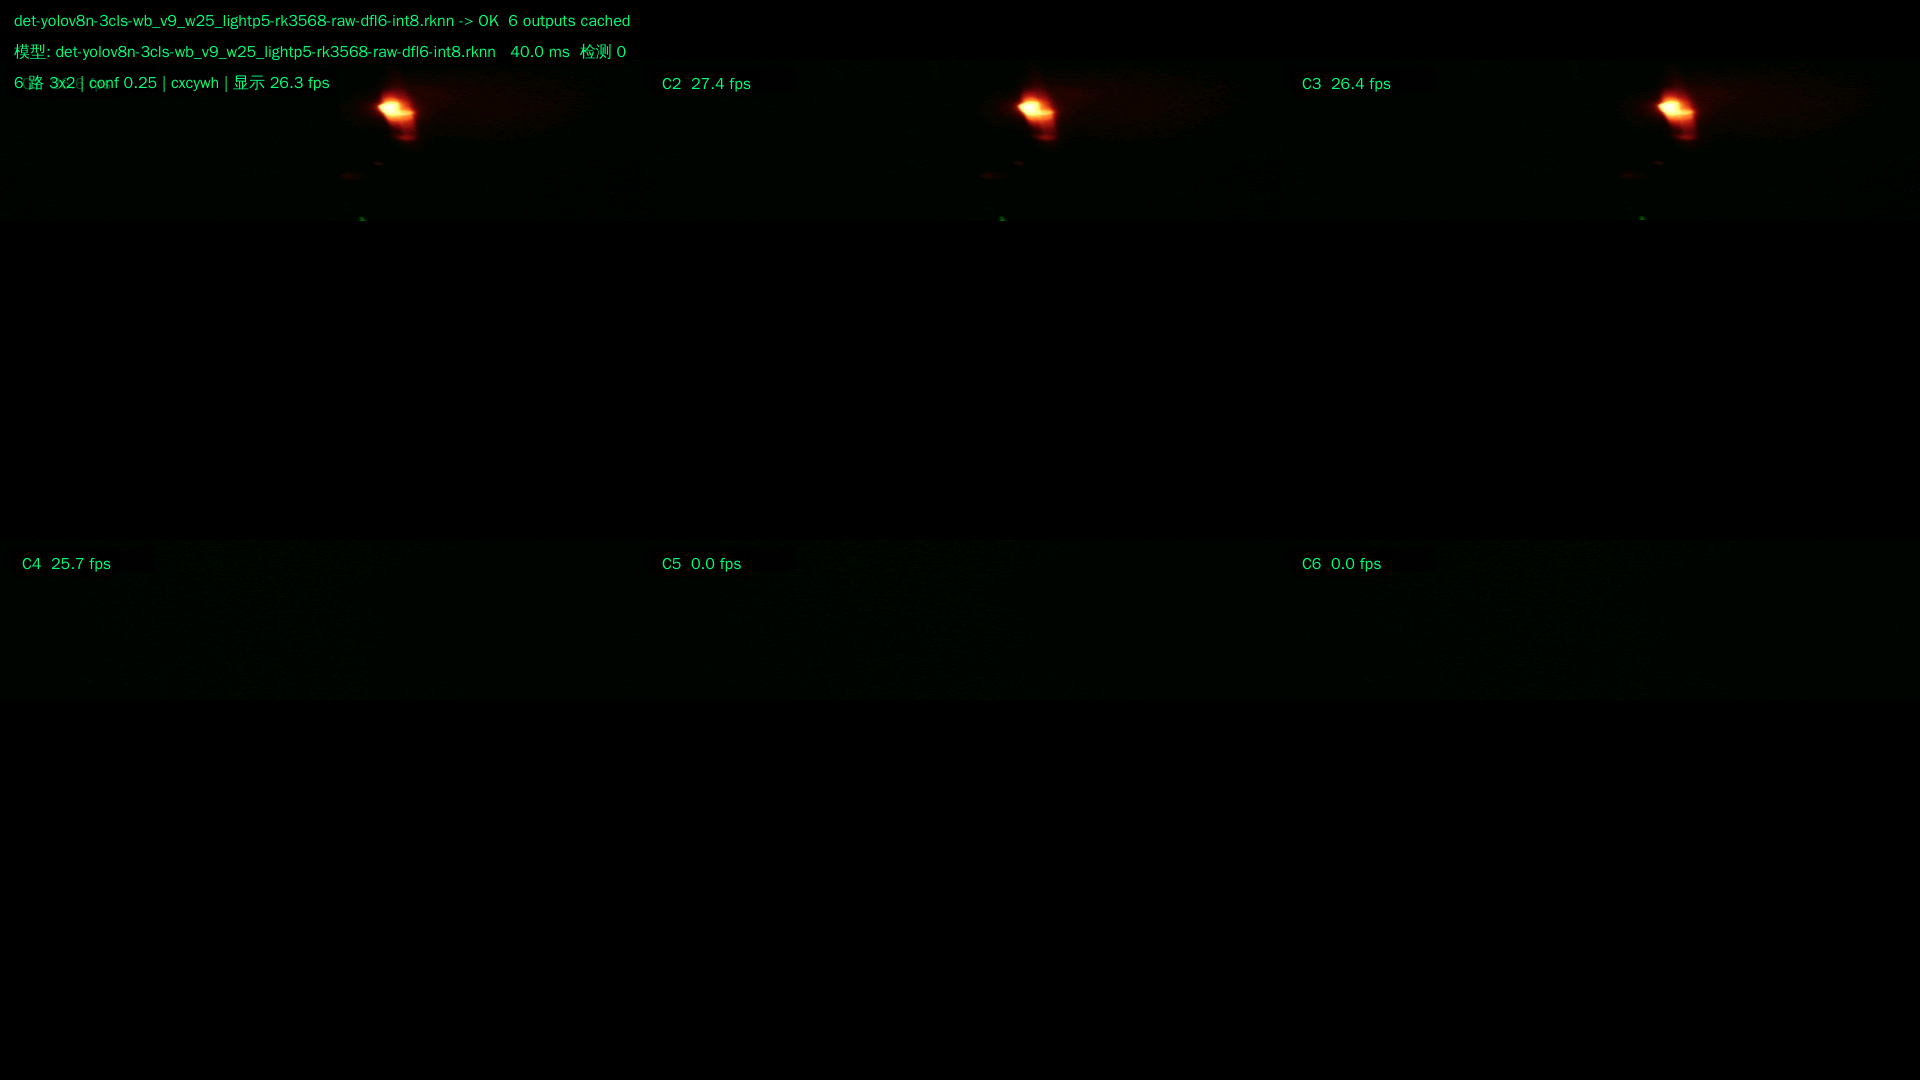 det-yolov8n-3cls-wb_v9_w25_lightp5-rk3568-raw-dfl6-int8.rknn -> OK  6 outputs cached
模型: det-yolov8n-3cls-wb_v9_w25_lightp5-rk3568-raw-dfl6-int8.rknn   40.0 ms  检测 0
6 路 3x2 | conf 0.25 | cxcywh | 显示 26.3 fps
C2  27.4 fps
C3  26.4 fps
C4  25.7 fps
C5  0.0 fps
C6  0.0 fps